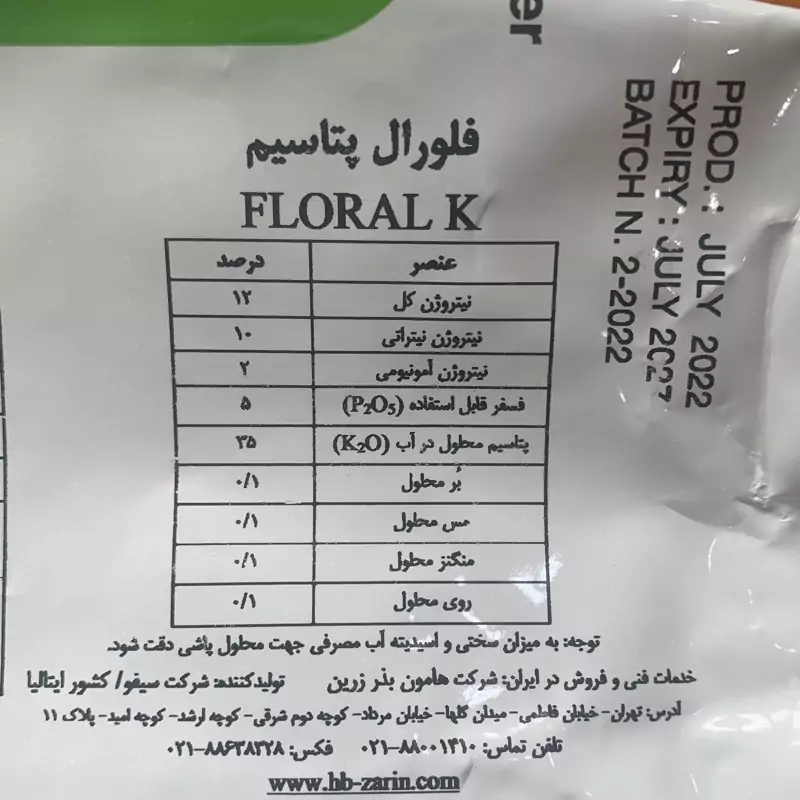 er
PROD. : JULY 2022
EXPIRY : JULY 2027
BATCH N. 2-2022
فلورال پتاسیم
FLORAL K
عنصر درصد
نیتروژن کل ۱۲
نیتروژن نیتراتی ۱۰
نیتروژن آمونیومی ۲
فسفر قابل استفاده (P₂O₅) ۵
پتاسیم محلول در آب (K₂O) ۳۵
بُر محلول ۰/۱
مس محلول ۰/۱
منگنز محلول ۰/۱
روی محلول ۰/۱
توجه: به میزان سختی و اسیدیته آب مصرفی جهت محلول پاشی دقت شود.
خدمات فنی و فروش در ایران: شرکت هامون بذر زرین تولیدکننده: شرکت سیفو/ کشور ایتالیا
آدرس: تهران- خیابان فاطمی- میدان گلها- خیابان مرداد- کوچه دوم شرقی- کوچه ارشد- کوچه امید- پلاک ۱۱
تلفن تماس: ۸۸۰۰۱۴۱۰-۰۲۱ فکس: ۸۸۶۳۸۳۲۸-۰۲۱
www.hb-zarin.com